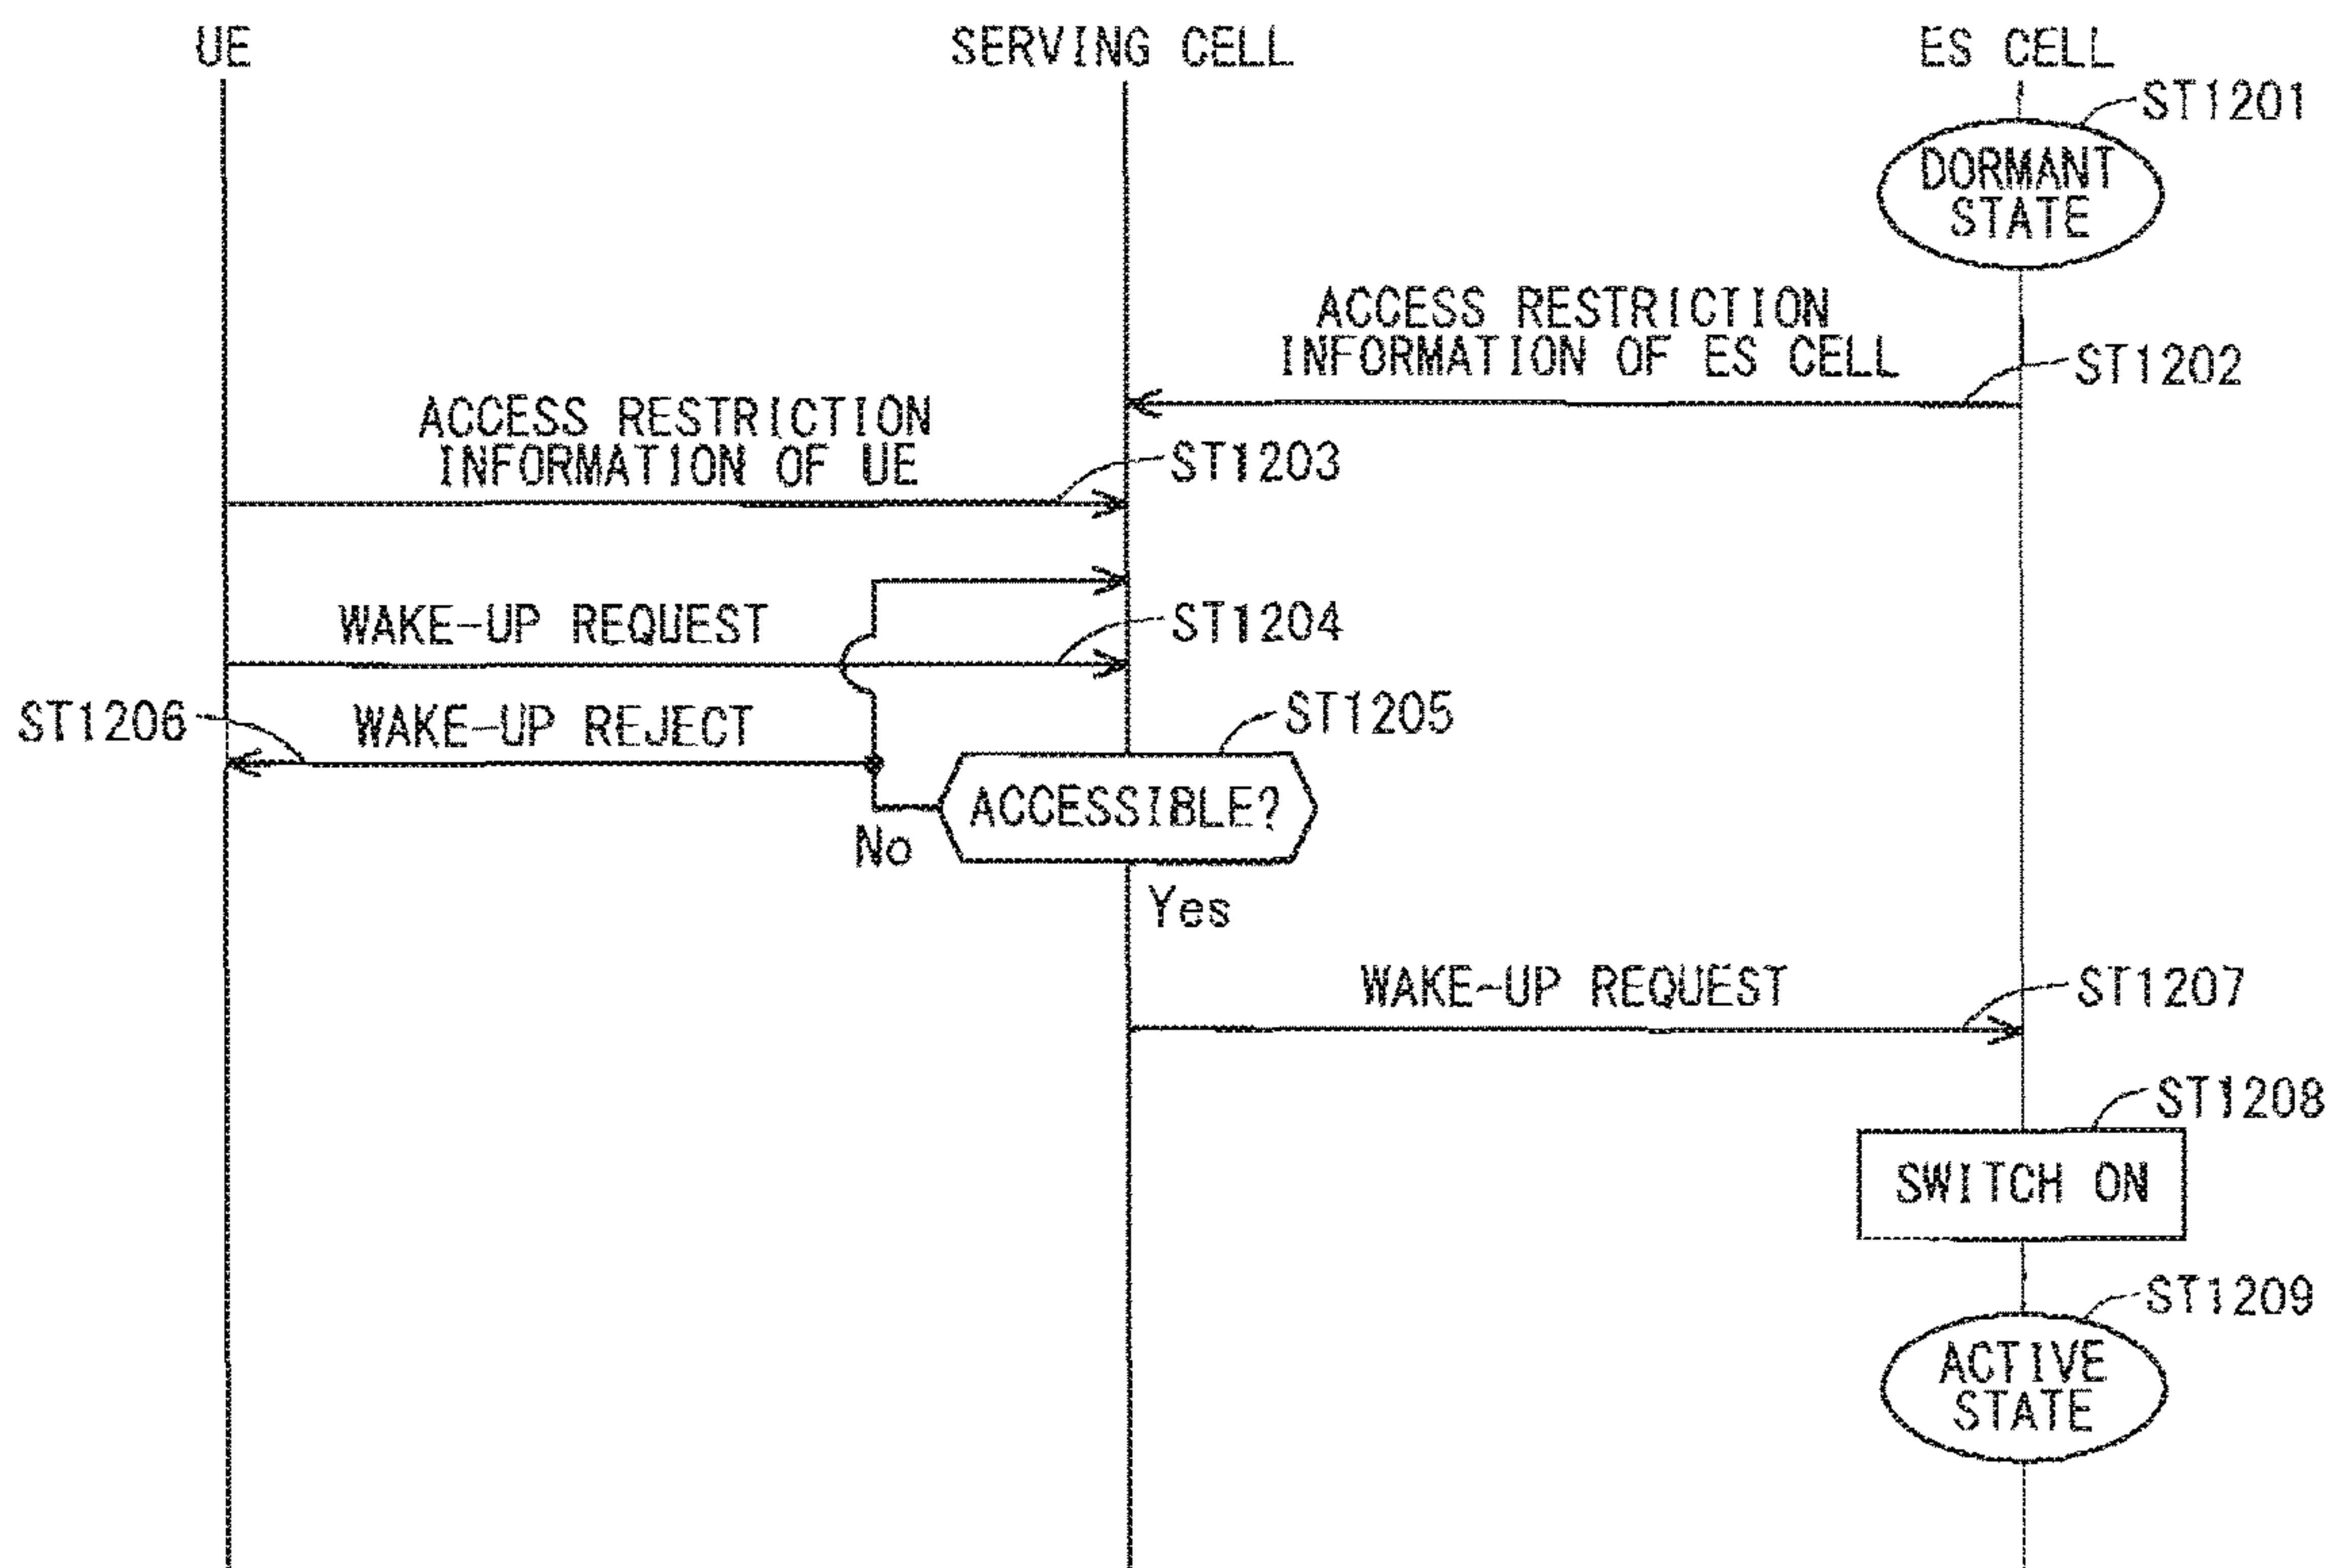 UE
SERVING CELL
ES CELL
ST1201
DORMANT
STATE
ACCESS RESTRICTION
INFORMATION OF ES CELL
ST1202
ACCESS RESTRICTION
INFORMATION OF UE
ST1203
WAKE-UP REQUEST
ST1204
ST1206
WAKE-UP REJECT
ST1205
ACCESSIBLE?
No
Yes
WAKE-UP REQUEST
ST1207
ST1208
SWITCH ON
ST1209
ACTIVE
STATE